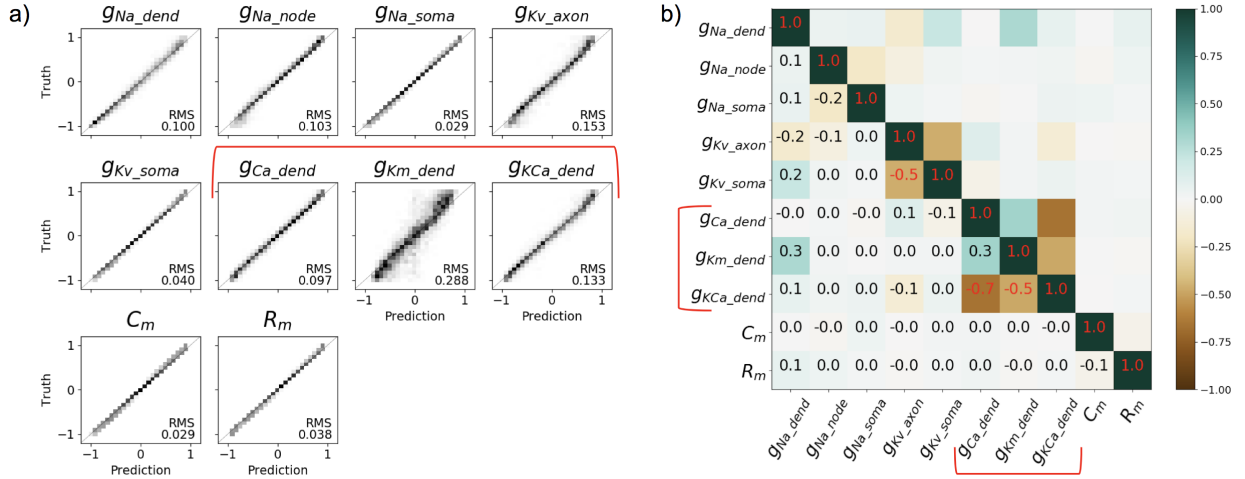 a)
g_Na_dend g_Na_node g_Na_soma g_Kv_axon
Truth
1
0
−1
RMS 0.100
RMS 0.103
RMS 0.029
RMS 0.153
g_Kv_soma g_Ca_dend g_Km_dend g_KCa_dend
Truth
1
0
−1
RMS 0.040
RMS 0.097
RMS 0.288
RMS 0.133
−1 0 1 −1 0 1
Prediction Prediction
C_m R_m
Truth
1
0
−1
RMS 0.029
RMS 0.038
−1 0 1 −1 0 1
Prediction Prediction
b)
g_Na_dend 1.0
g_Na_node 0.1 1.0
g_Na_soma 0.1 -0.2 1.0
g_Kv_axon -0.2 -0.1 0.0 1.0
g_Kv_soma 0.2 0.0 0.0 -0.5 1.0
g_Ca_dend -0.0 0.0 -0.0 0.1 -0.1 1.0
g_Km_dend 0.3 0.0 0.0 0.0 0.0 0.3 1.0
g_KCa_dend 0.1 0.0 0.0 -0.1 0.0 -0.7 -0.5 1.0
C_m 0.0 -0.0 0.0 -0.0 0.0 0.0 0.0 -0.0 1.0
R_m 0.1 0.0 0.0 -0.0 0.0 0.0 -0.0 0.0 -0.1 1.0
g_Na_dend g_Na_node g_Na_soma g_Kv_axon g_Kv_soma g_Ca_dend g_Km_dend g_KCa_dend C_m R_m
1.00
0.75
0.50
0.25
0.00
−0.25
−0.50
−0.75
−1.00